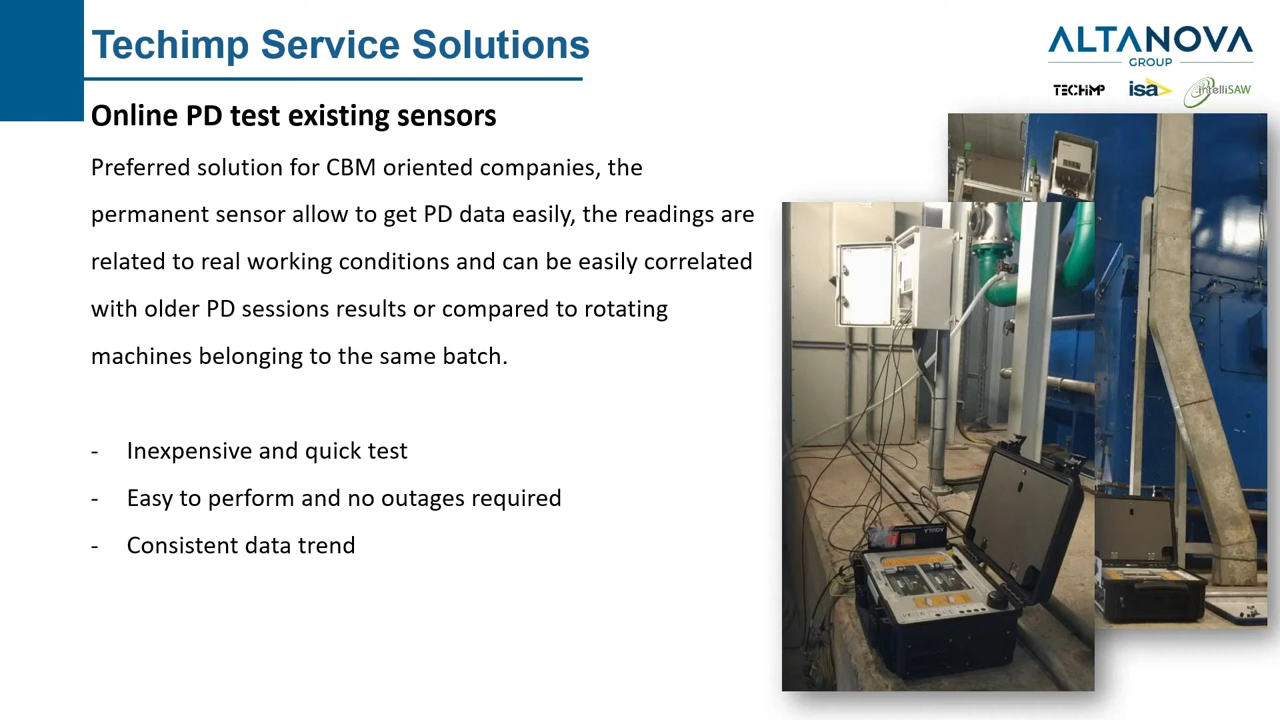 Techimp Service Solutions
ALTANOVA
GROUP
TECHIMP isa intelliSAW
Online PD test existing sensors
Preferred solution for CBM oriented companies, the
permanent sensor allow to get PD data easily, the readings are
related to real working conditions and can be easily correlated
with older PD sessions results or compared to rotating
machines belonging to the same batch.
- Inexpensive and quick test
- Easy to perform and no outages required
- Consistent data trend